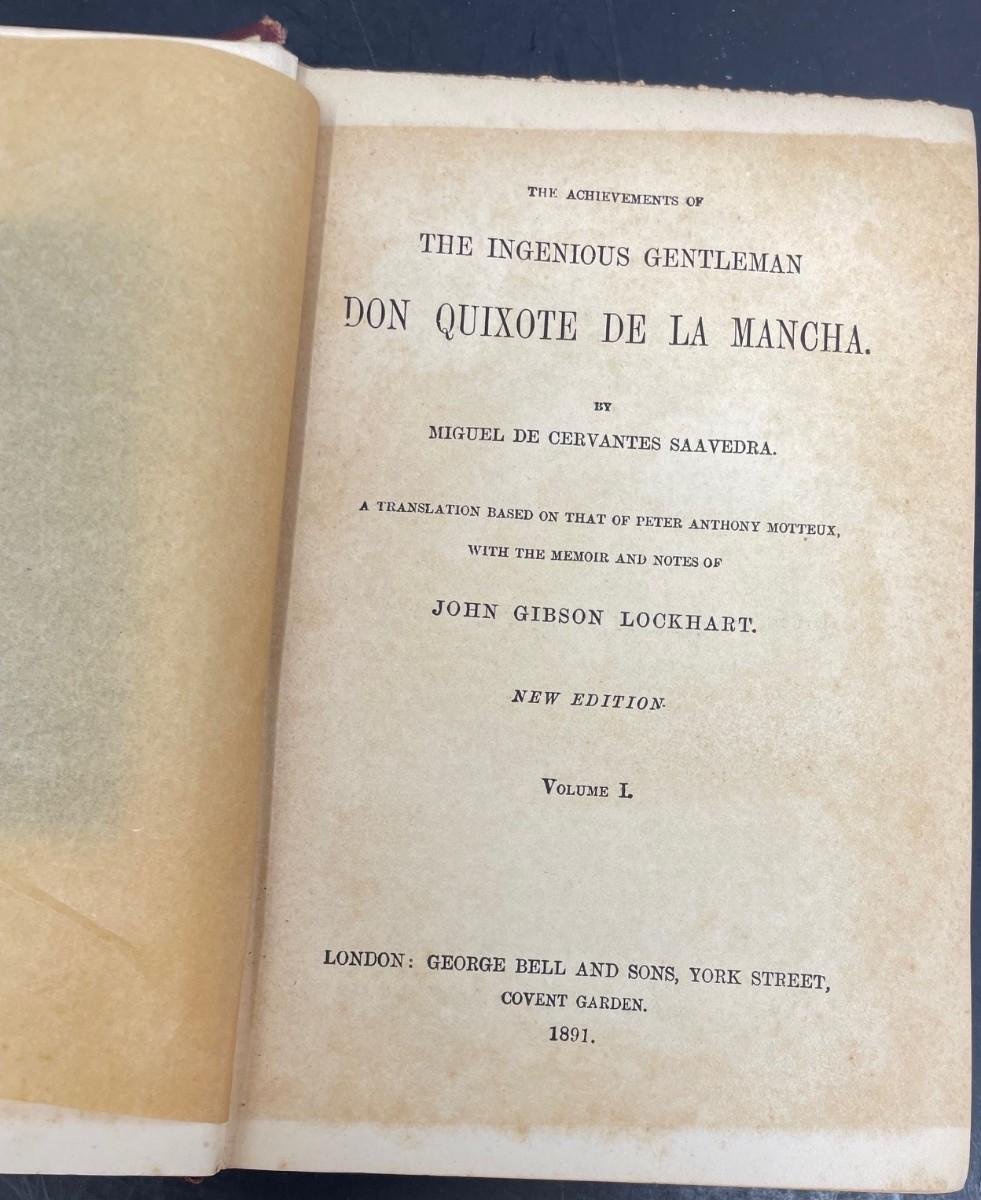 THE ACHIEVEMENTS OF
THE INGENIOUS GENTLEMAN
DON QUIXOTE DE LA MANCHA.
BY
MIGUEL DE CERVANTES SAAVEDRA.
A TRANSLATION BASED ON THAT OF PETER ANTHONY MOTTEUX,
WITH THE MEMOIR AND NOTES OF
JOHN GIBSON LOCKHART.
NEW EDITION.
VOLUME I.
LONDON: GEORGE BELL AND SONS, YORK STREET,
COVENT GARDEN.
1891.